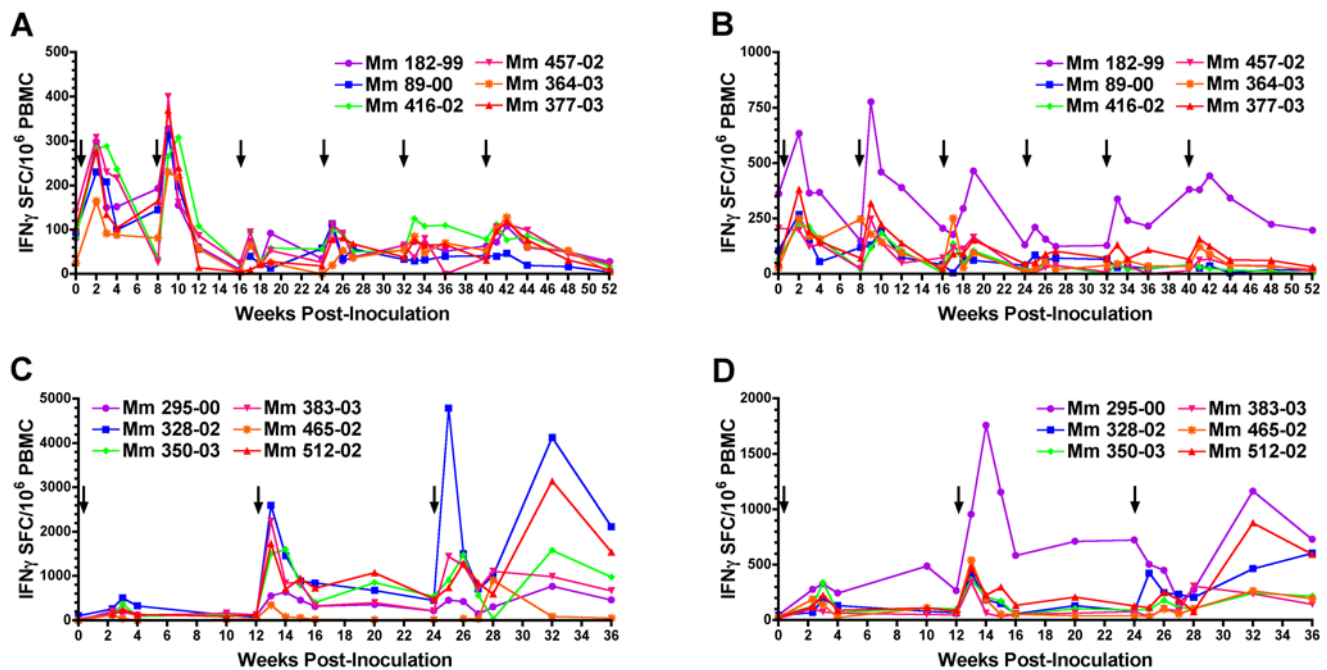 A
IFNγ SFC/10⁶ PBMC
500
400
300
200
100
0
Mm 182-99
Mm 89-00
Mm 416-02
Mm 457-02
Mm 364-03
Mm 377-03
0 2 4 6 8 10 12 14 16 18 20 22 24 26 28 30 32 34 36 38 40 42 44 46 48 50 52
Weeks Post-Inoculation
B
IFNγ SFC/10⁶ PBMC
1000
750
500
250
0
Mm 182-99
Mm 89-00
Mm 416-02
Mm 457-02
Mm 364-03
Mm 377-03
0 2 4 6 8 10 12 14 16 18 20 22 24 26 28 30 32 34 36 38 40 42 44 46 48 50 52
Weeks Post-Inoculation
C
IFNγ SFC/10⁶ PBMC
5000
4000
3000
2000
1000
0
Mm 295-00
Mm 328-02
Mm 350-03
Mm 383-03
Mm 465-02
Mm 512-02
0 2 4 6 8 10 12 14 16 18 20 22 24 26 28 30 32 34 36
Weeks Post-Inoculation
D
IFNγ SFC/10⁶ PBMC
2000
1500
1000
500
0
Mm 295-00
Mm 328-02
Mm 350-03
Mm 383-03
Mm 465-02
Mm 512-02
0 2 4 6 8 10 12 14 16 18 20 22 24 26 28 30 32 34 36
Weeks Post-Inoculation